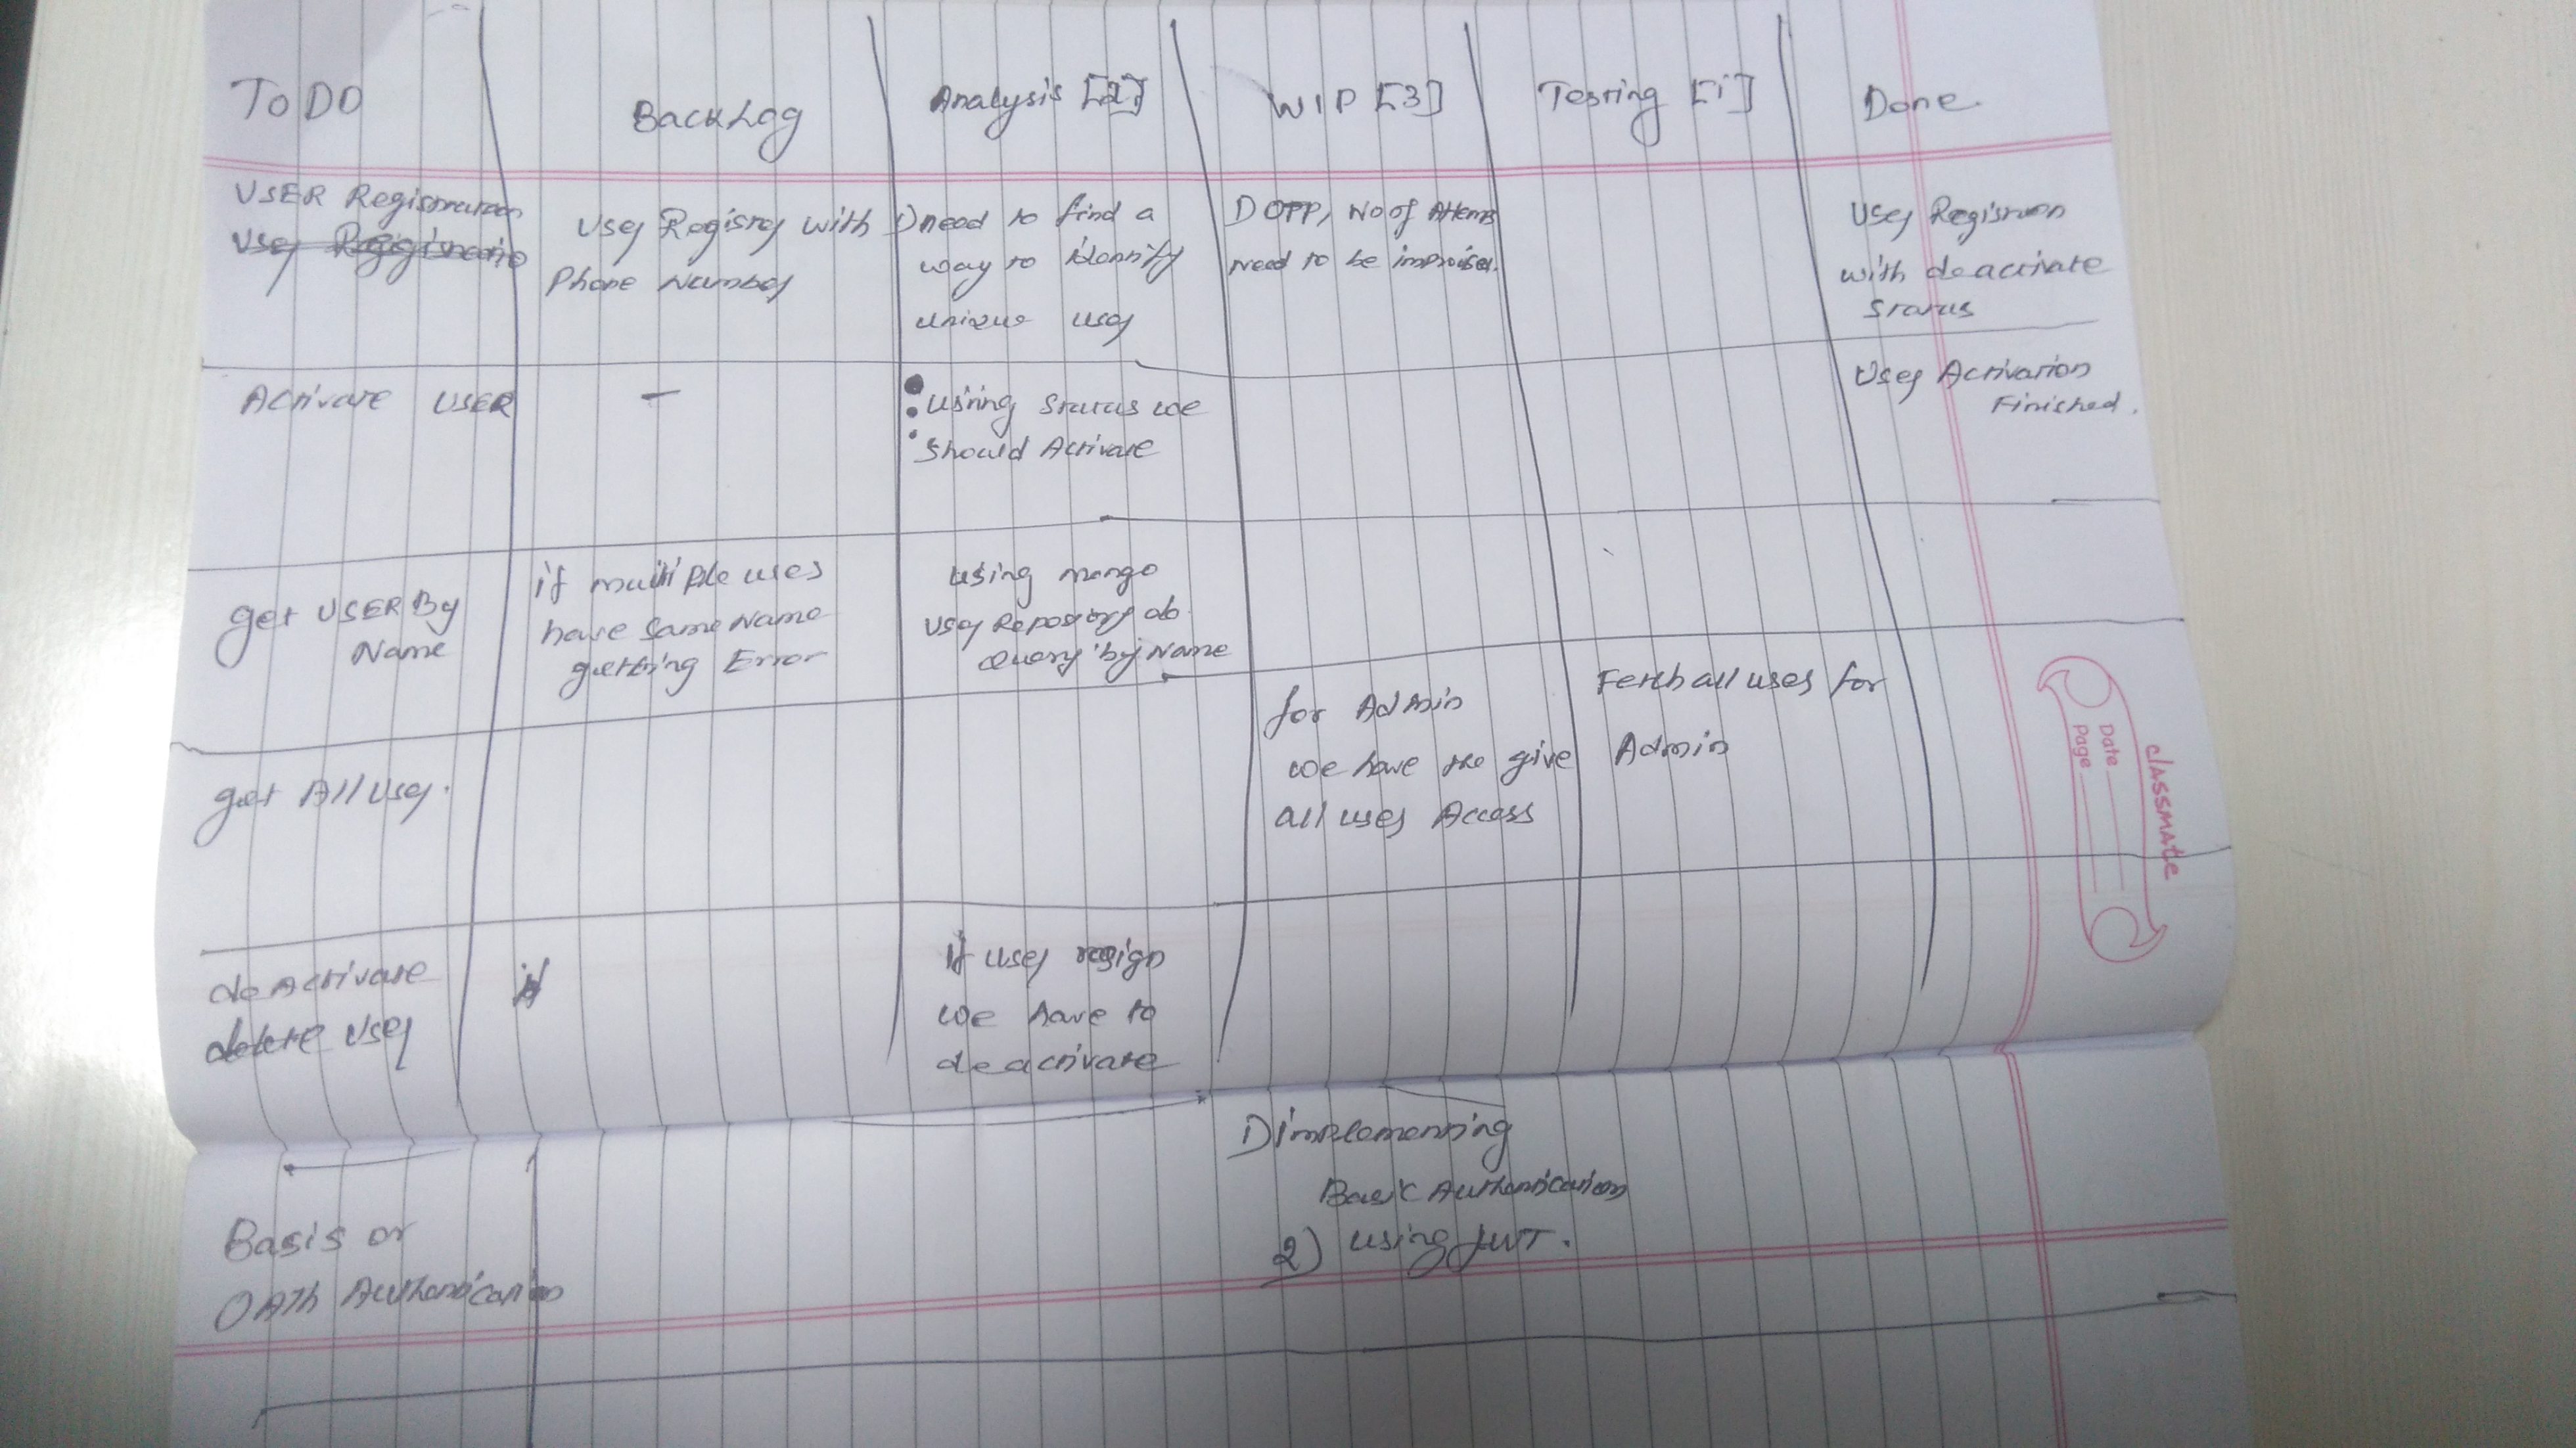 ToDO
BackLog
Analysis [2]
WIP [3]
Testing [1]
Done.
USER Registration
User Registratio
User Registry with
Phone Number
1) need to find a
way to identify
unique user
1) OTP, No of Attems
need to be improvised.
User Registration
with deactivate
status
Activate USER
-
using status we
should Activate
User Activation
Finished.
get USER By
Name
if multiple users
have same Name
getting Error
using mongo
User Repository do
query by Name
get All User.
for Admin
we have the give
all user Access
Fetch all user for
Admin
deActivate
delete User
if
if user resign
we have to
deactivate
Basis or
OAth Authentication
1) implementing
Basic Authentication
2) using JWT.
classmate
Date
Page